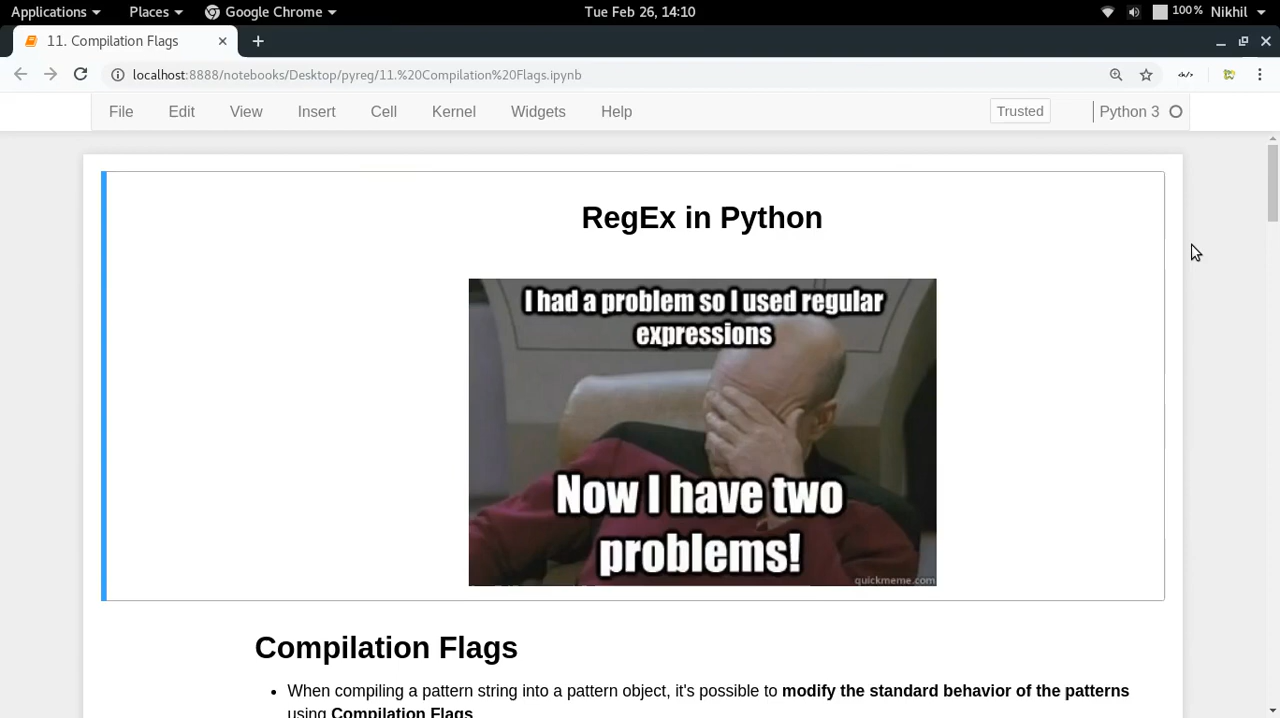 Applications Places Google Chrome Tue Feb 26, 14:10 100% Nikhil
11. Compilation Flags
localhost:8888/notebooks/Desktop/pyreg/11.%20Compilation%20Flags.ipynb
File Edit View Insert Cell Kernel Widgets Help Trusted Python 3
RegEx in Python
I had a problem so I used regular
expressions
Now I have two
problems!
quickmeme.com
Compilation Flags
When compiling a pattern string into a pattern object, it's possible to modify the standard behavior of the patterns
using Compilation Flags